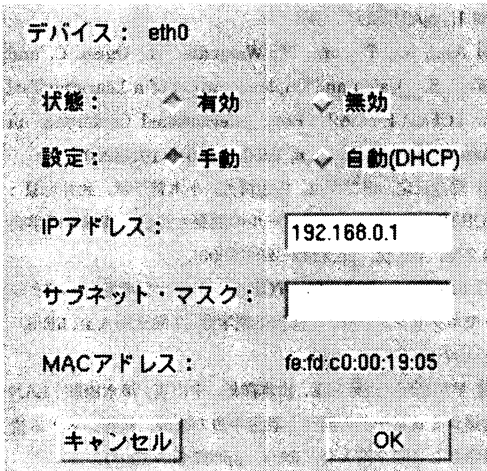 デバイス： eth0
状態： 有効 無効
設定： 手動 自動(DHCP)
IPアドレス： 192.168.0.1
サブネット・マスク：
MACアドレス： fe:fd:c0:00:19:05
キャンセル OK